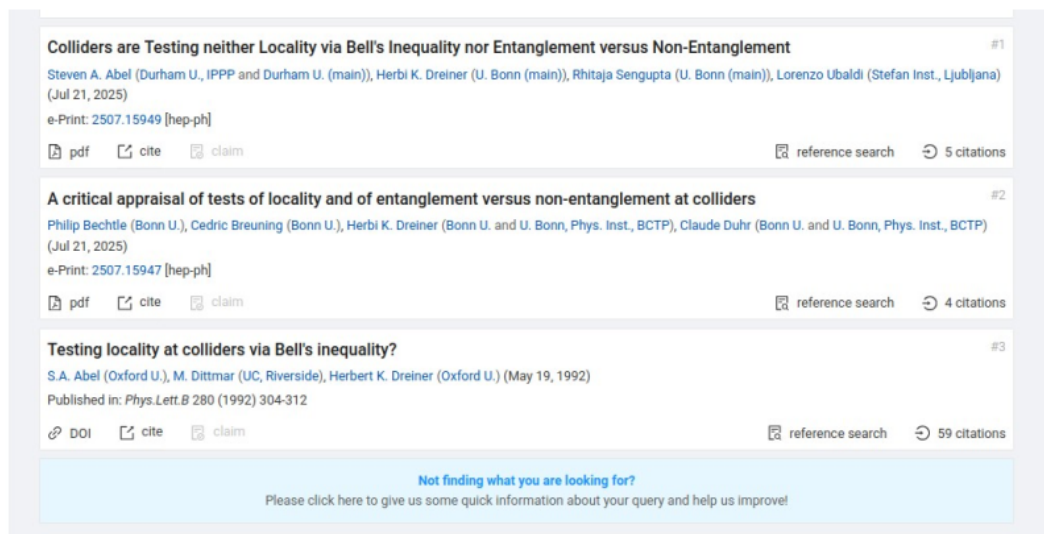 Colliders are Testing neither Locality via Bell's Inequality nor Entanglement versus Non-Entanglement #1
Steven A. Abel (Durham U., IPPP and Durham U. (main)), Herbi K. Dreiner (U. Bonn (main)), Rhitaja Sengupta (U. Bonn (main)), Lorenzo Ubaldi (Stefan Inst., Ljubljana)
(Jul 21, 2025)
e-Print: 2507.15949 [hep-ph]
pdf cite claim reference search 5 citations
A critical appraisal of tests of locality and of entanglement versus non-entanglement at colliders #2
Philip Bechtle (Bonn U.), Cedric Breuning (Bonn U.), Herbi K. Dreiner (Bonn U. and U. Bonn, Phys. Inst., BCTP), Claude Duhr (Bonn U. and U. Bonn, Phys. Inst., BCTP)
(Jul 21, 2025)
e-Print: 2507.15947 [hep-ph]
pdf cite claim reference search 4 citations
Testing locality at colliders via Bell's inequality? #3
S.A. Abel (Oxford U.), M. Dittmar (UC, Riverside), Herbert K. Dreiner (Oxford U.) (May 19, 1992)
Published in: Phys.Lett.B 280 (1992) 304-312
DOI cite claim reference search 59 citations
Not finding what you are looking for?
Please click here to give us some quick information about your query and help us improve!